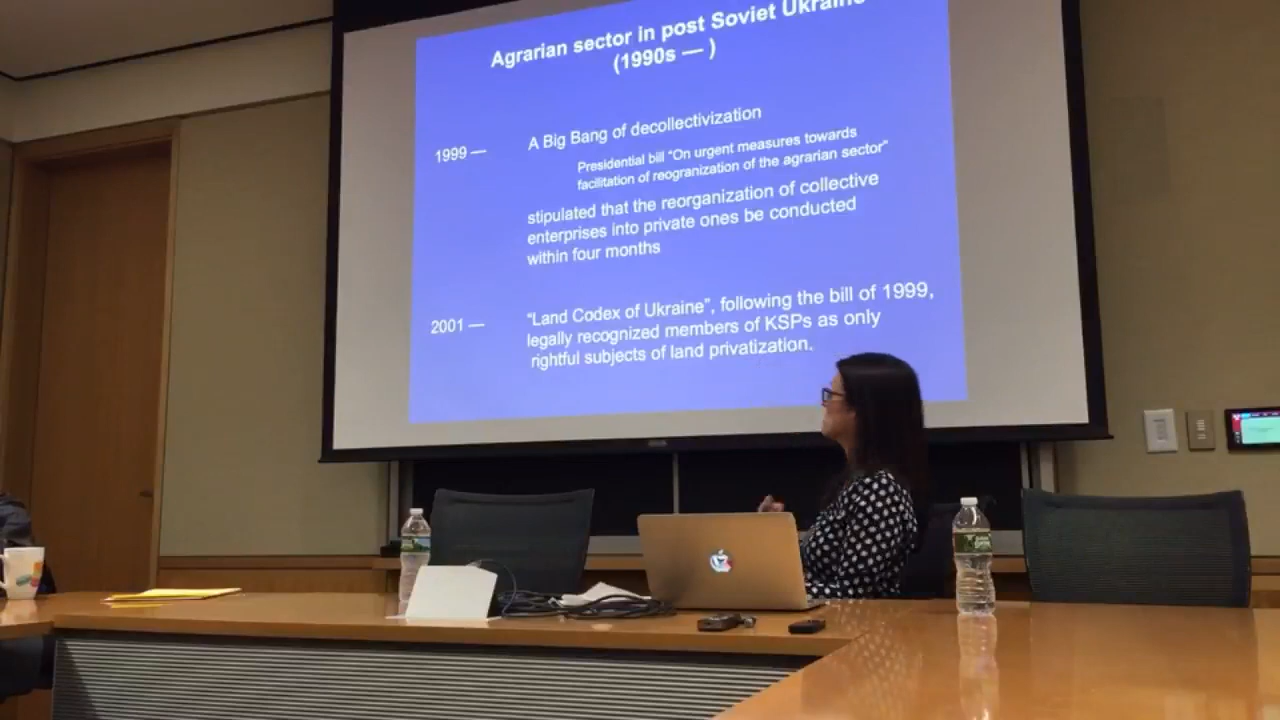 Agrarian sector in post Soviet Ukraine
(1990s — )
1999 —
A Big Bang of decollectivization
Presidential bill “On urgent measures towards
facilitation of reogranization of the agrarian sector”
stipulated that the reorganization of collective
enterprises into private ones be conducted
within four months
2001 —
“Land Codex of Ukraine”, following the bill of 1999,
legally recognized members of KSPs as only
rightful subjects of land privatization.